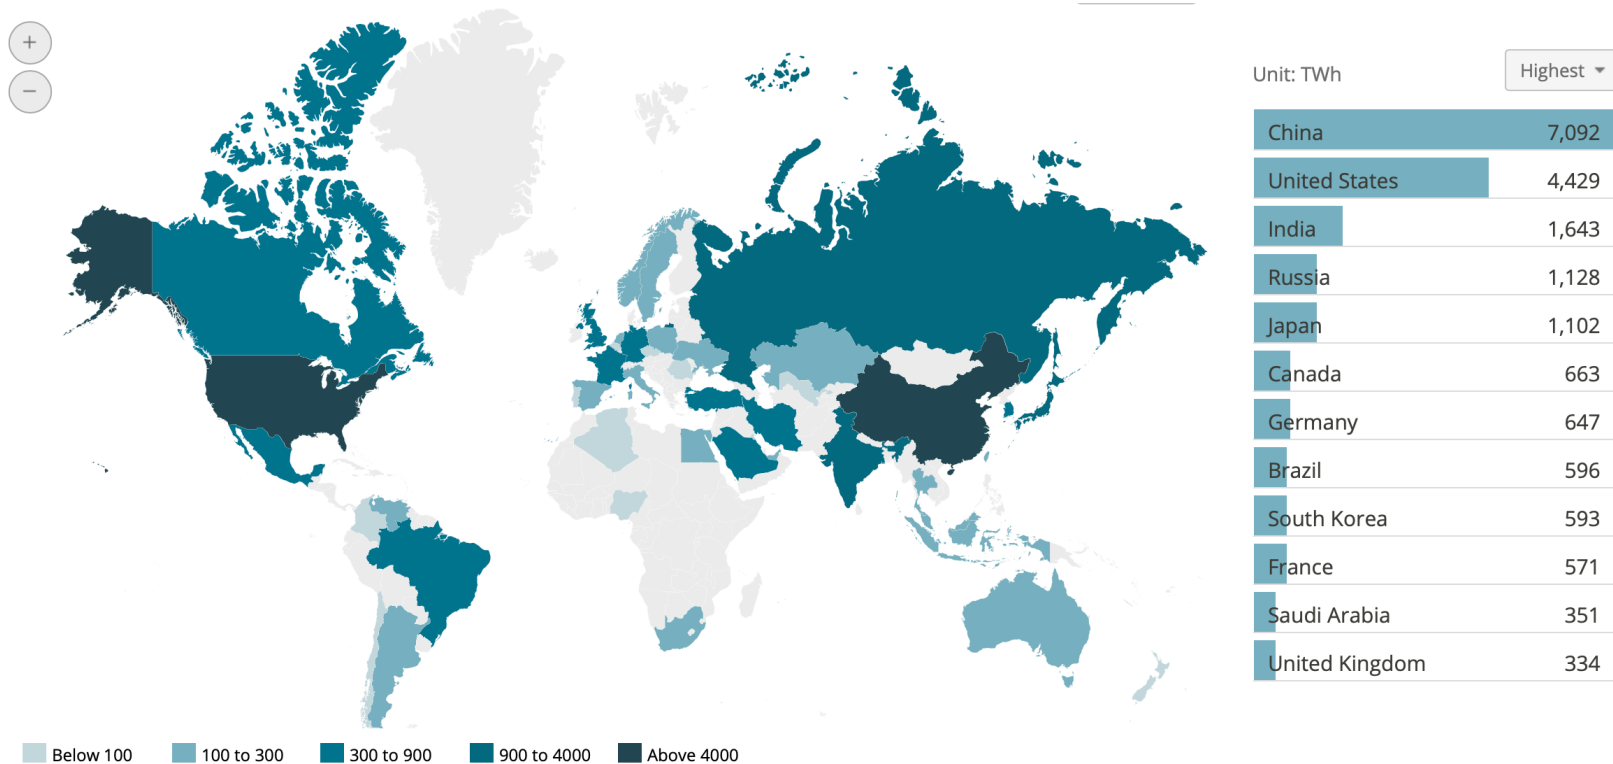 +
−
Unit: TWh
Highest
China 7,092
United States 4,429
India 1,643
Russia 1,128
Japan 1,102
Canada 663
Germany 647
Brazil 596
South Korea 593
France 571
Saudi Arabia 351
United Kingdom 334
Below 100 100 to 300 300 to 900 900 to 4000 Above 4000